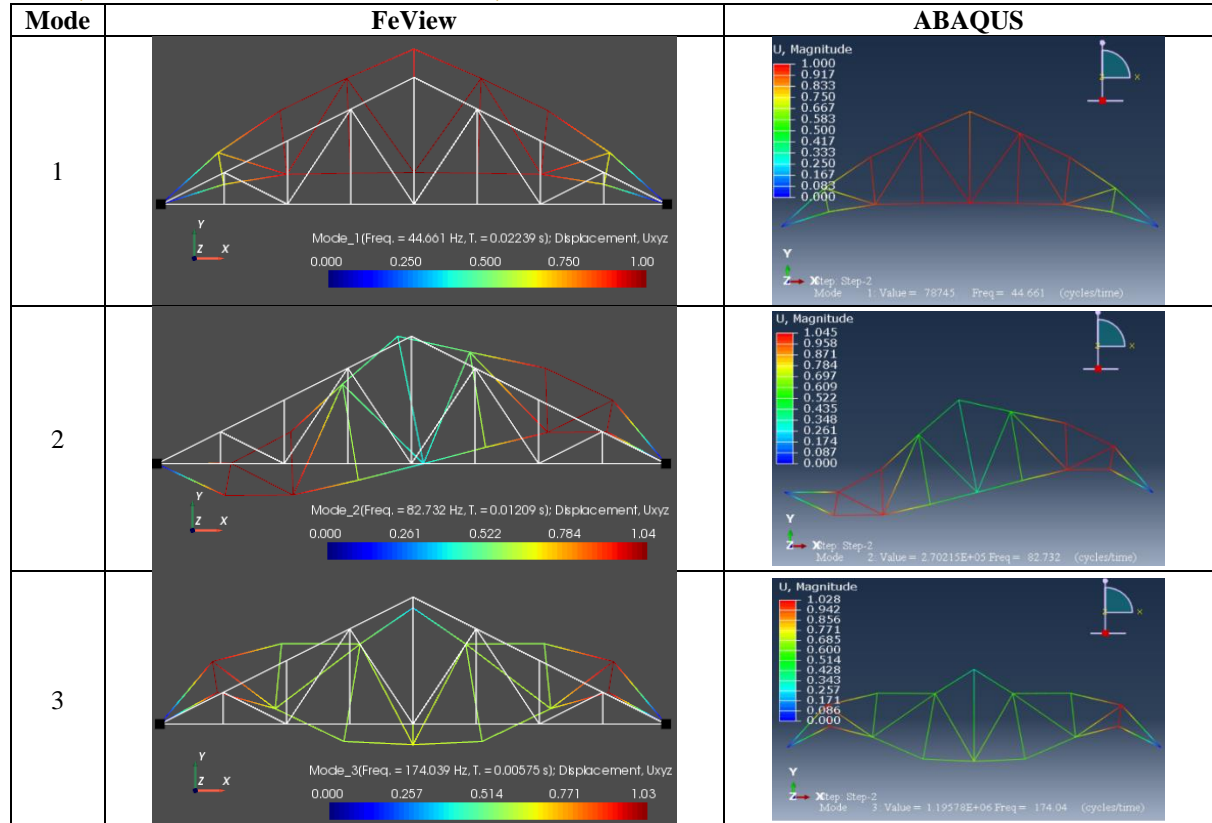 Mode FeView ABAQUS
1
Y
Z X
Mode_1(Freq. = 44.661 Hz, T. = 0.02239 s); Displacement, Uxyz
0.000 0.250 0.500 0.750 1.00
U, Magnitude
1.000
0.917
0.833
0.750
0.667
0.583
0.500
0.417
0.333
0.250
0.167
0.083
0.000
Z X
Y
Z X Step: Step-2
Mode 1: Value = 78745 Freq = 44.661 (cycles/time)
2
Y
Z X
Mode_2(Freq. = 82.732 Hz, T. = 0.01209 s); Displacement, Uxyz
0.000 0.261 0.522 0.784 1.04
U, Magnitude
1.045
0.958
0.871
0.784
0.697
0.609
0.522
0.435
0.348
0.261
0.174
0.087
0.000
Z X
Y
Z X Step: Step-2
Mode 2: Value = 2.70215E+05 Freq = 82.732 (cycles/time)
3
Y
Z X
Mode_3(Freq. = 174.039 Hz, T. = 0.00575 s); Displacement, Uxyz
0.000 0.257 0.514 0.771 1.03
U, Magnitude
1.028
0.942
0.856
0.771
0.685
0.600
0.514
0.428
0.343
0.257
0.171
0.086
0.000
Z X
Y
Z X Step: Step-2
Mode 3: Value = 1.19578E+06 Freq = 174.04 (cycles/time)